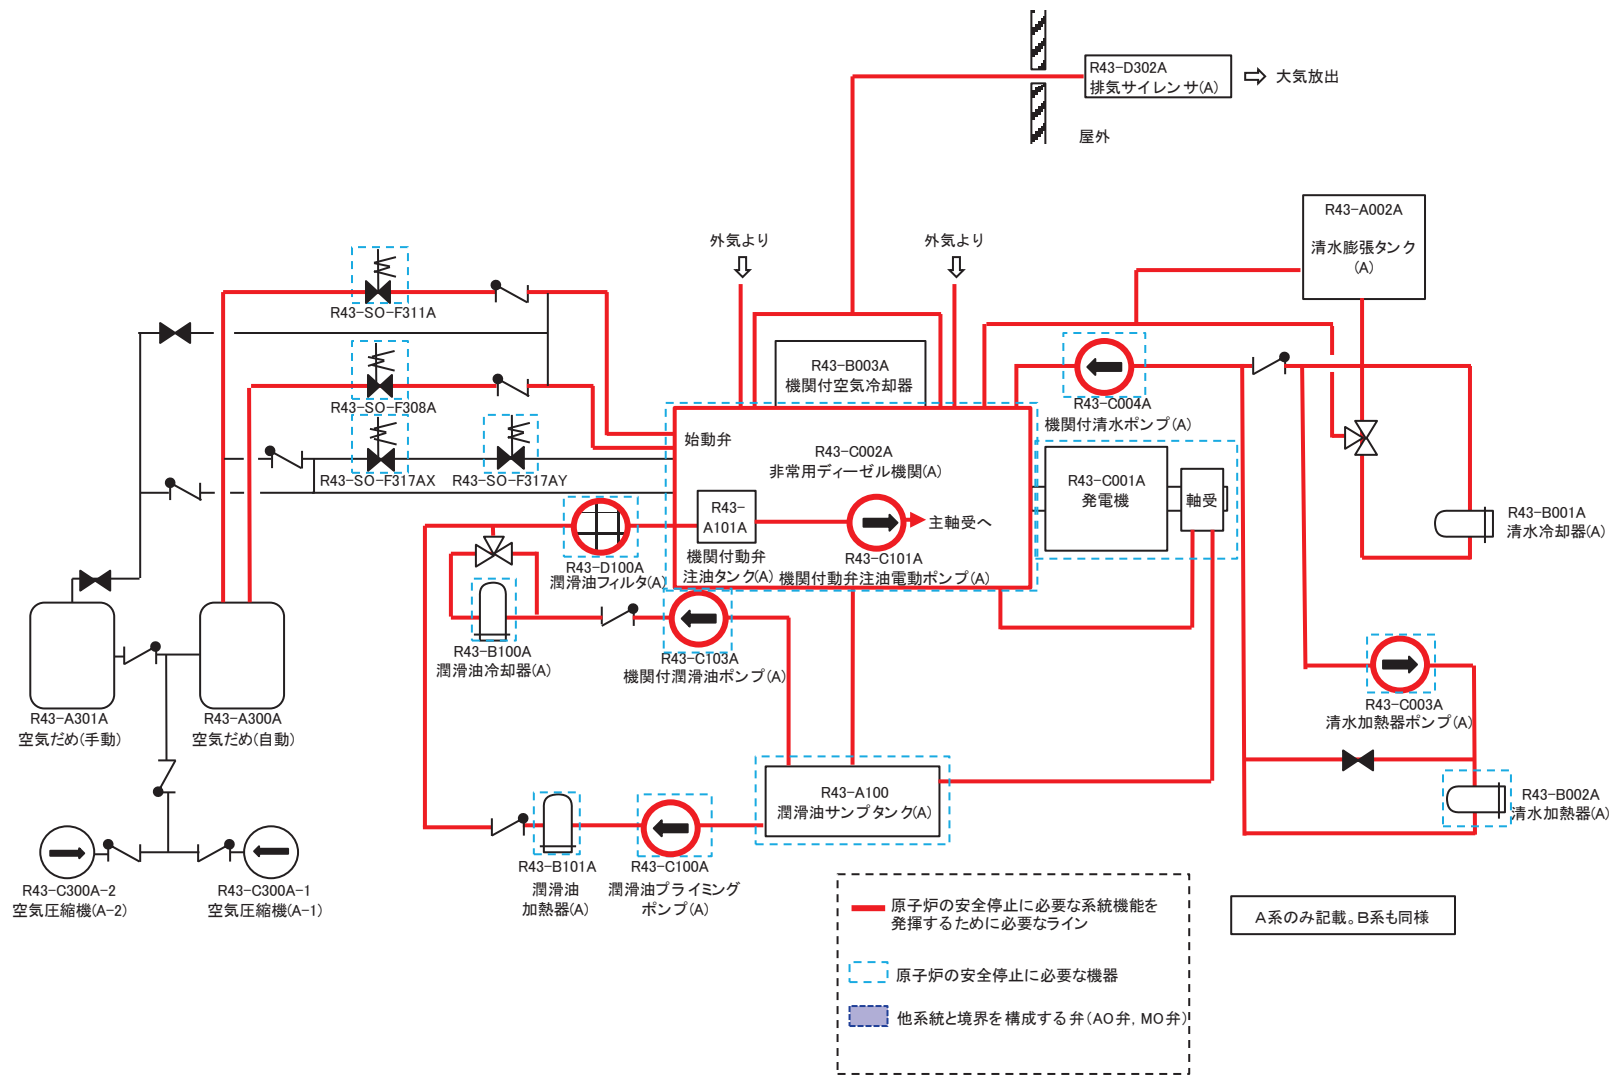 R43-D302A
排気サイレンサ(A)
大気放出
屋外
R43-A002A
清水膨張タンク
(A)
外気より
外気より
R43-SO-F311A
R43-B003A
機関付空気冷却器
R43-SO-F308A
R43-C004A
機関付清水ポンプ(A)
始動弁
R43-C002A
非常用ディーゼル機関(A)
R43-SO-F317AX
R43-SO-F317AY
R43-C001A
発電機
軸受
R43-
A101A
主軸受へ
R43-B001A
清水冷却器(A)
機関付動弁
注油タンク(A)
R43-C101A
機関付動弁注油電動ポンプ(A)
R43-D100A
潤滑油フィルタ(A)
R43-B100A
潤滑油冷却器(A)
R43-C103A
機関付潤滑油ポンプ(A)
R43-A301A
空気だめ(手動)
R43-A300A
空気だめ(自動)
R43-C003A
清水加熱器ポンプ(A)
R43-A100
潤滑油サンプタンク(A)
R43-B002A
清水加熱器(A)
R43-C300A-2
空気圧縮機(A-2)
R43-C300A-1
空気圧縮機(A-1)
R43-B101A
潤滑油
加熱器(A)
R43-C100A
潤滑油プライミング
ポンプ(A)
原子炉の安全停止に必要な系統機能を
発揮するために必要なライン
原子炉の安全停止に必要な機器
他系統と境界を構成する弁(AO弁, MO弁)
A系のみ記載。B系も同様